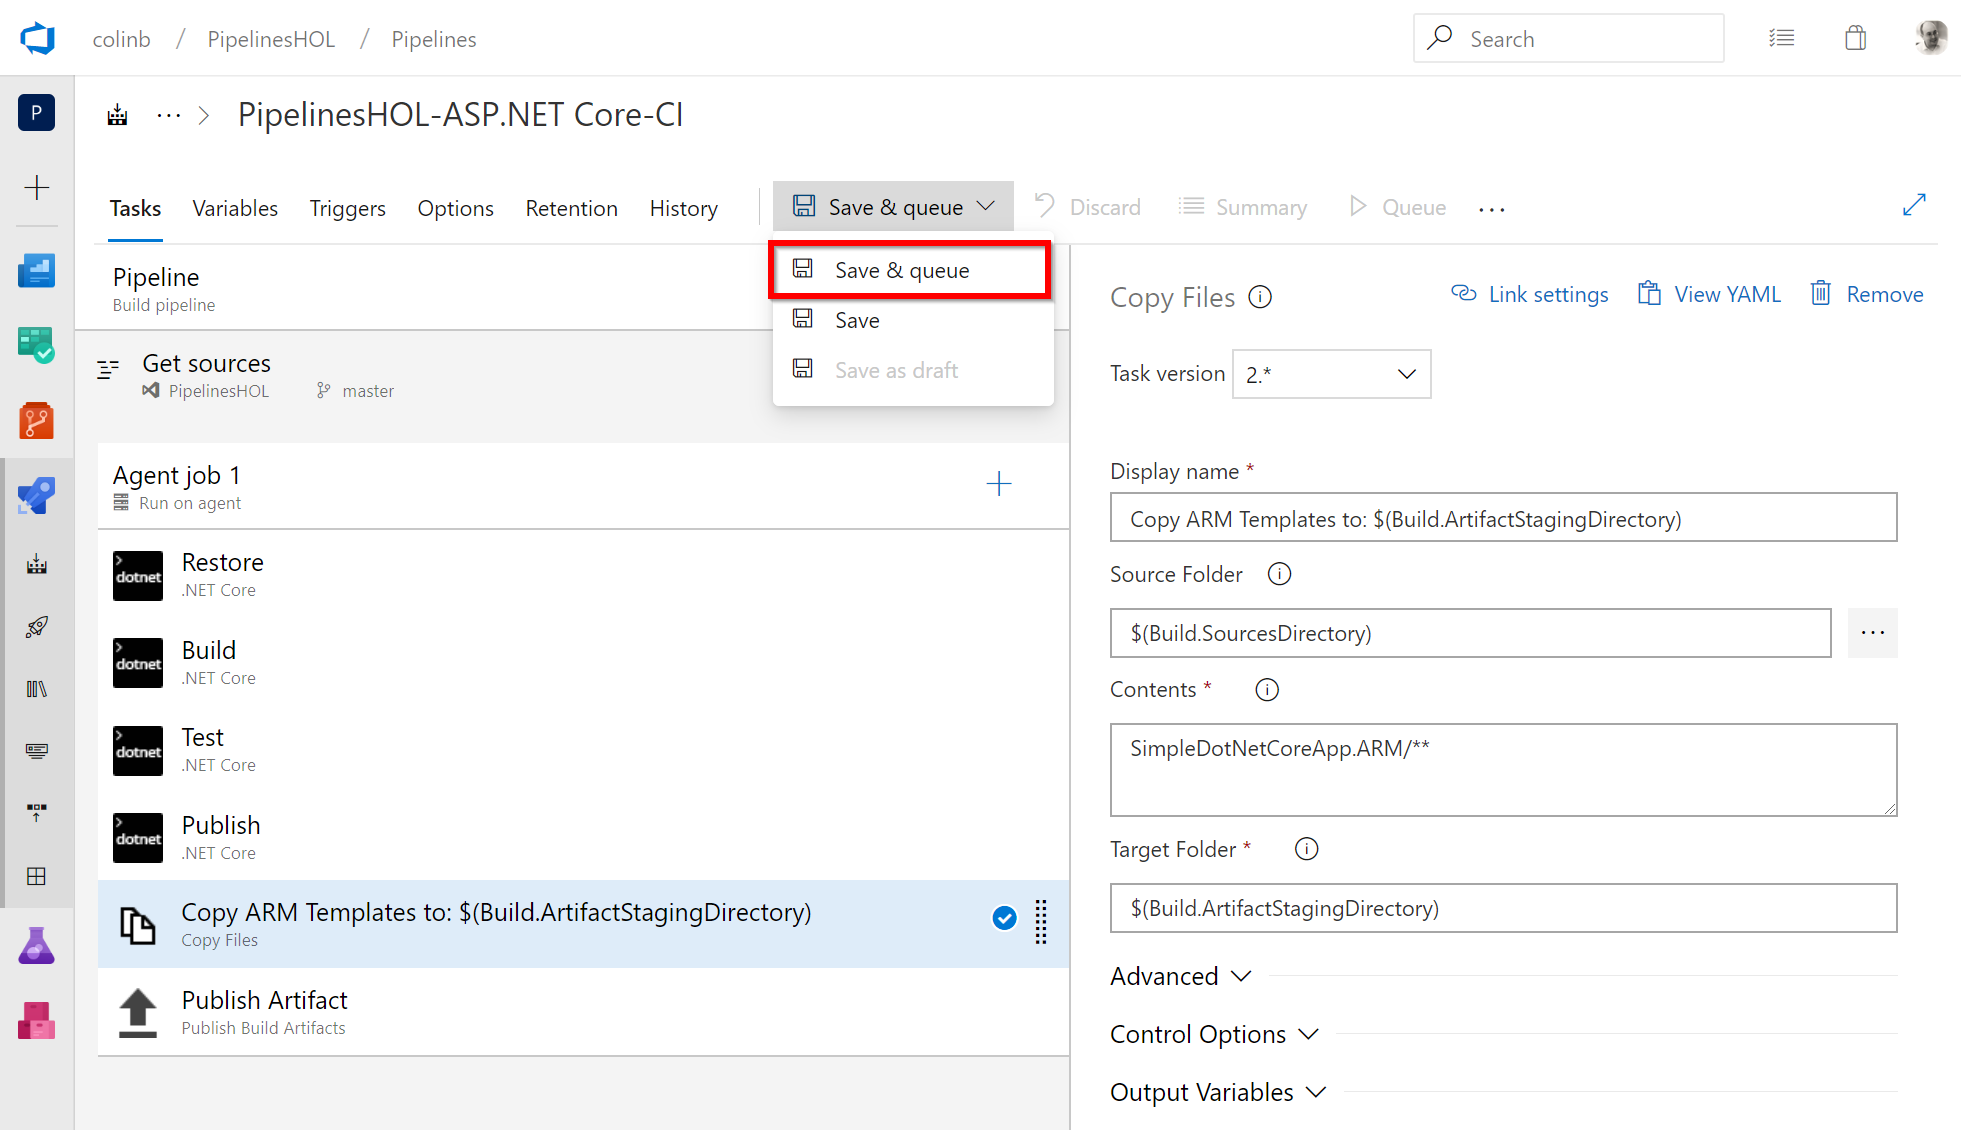 colinb / PipelinesHOL / Pipelines
Search
P
··· > PipelinesHOL-ASP.NET Core-CI
Tasks Variables Triggers Options Retention History Save & queue Discard Summary Queue ···
Save & queue
Save
Save as draft
Pipeline
Build pipeline
Get sources
PipelinesHOL master
Agent job 1
Run on agent
dotnet
Restore
.NET Core
dotnet
Build
.NET Core
dotnet
Test
.NET Core
dotnet
Publish
.NET Core
Copy ARM Templates to: $(Build.ArtifactStagingDirectory)
Copy Files
Publish Artifact
Publish Build Artifacts
Copy Files Link settings View YAML Remove
Task version 2.*
Display name *
Copy ARM Templates to: $(Build.ArtifactStagingDirectory)
Source Folder
$(Build.SourcesDirectory) ···
Contents *
SimpleDotNetCoreApp.ARM/**
Target Folder *
$(Build.ArtifactStagingDirectory)
Advanced
Control Options
Output Variables